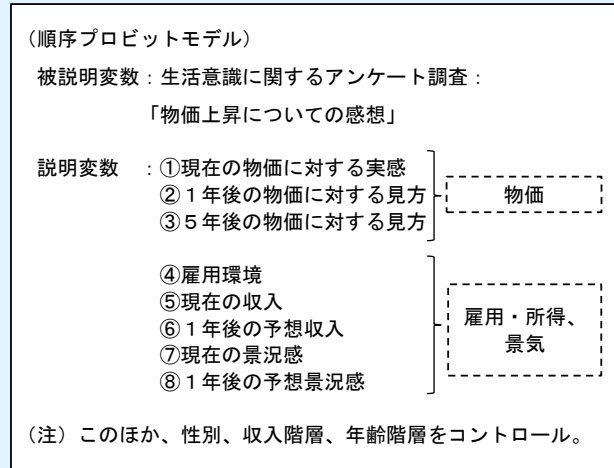 （順序プロビットモデル）
被説明変数：生活意識に関するアンケート調査：
「物価上昇についての感想」
説明変数　：①現在の物価に対する実感
②１年後の物価に対する見方
③５年後の物価に対する見方
物価
④雇用環境
⑤現在の収入
⑥１年後の予想収入
⑦現在の景況感
⑧１年後の予想景況感
雇用・所得、
景気
（注）このほか、性別、収入階層、年齢階層をコントロール。